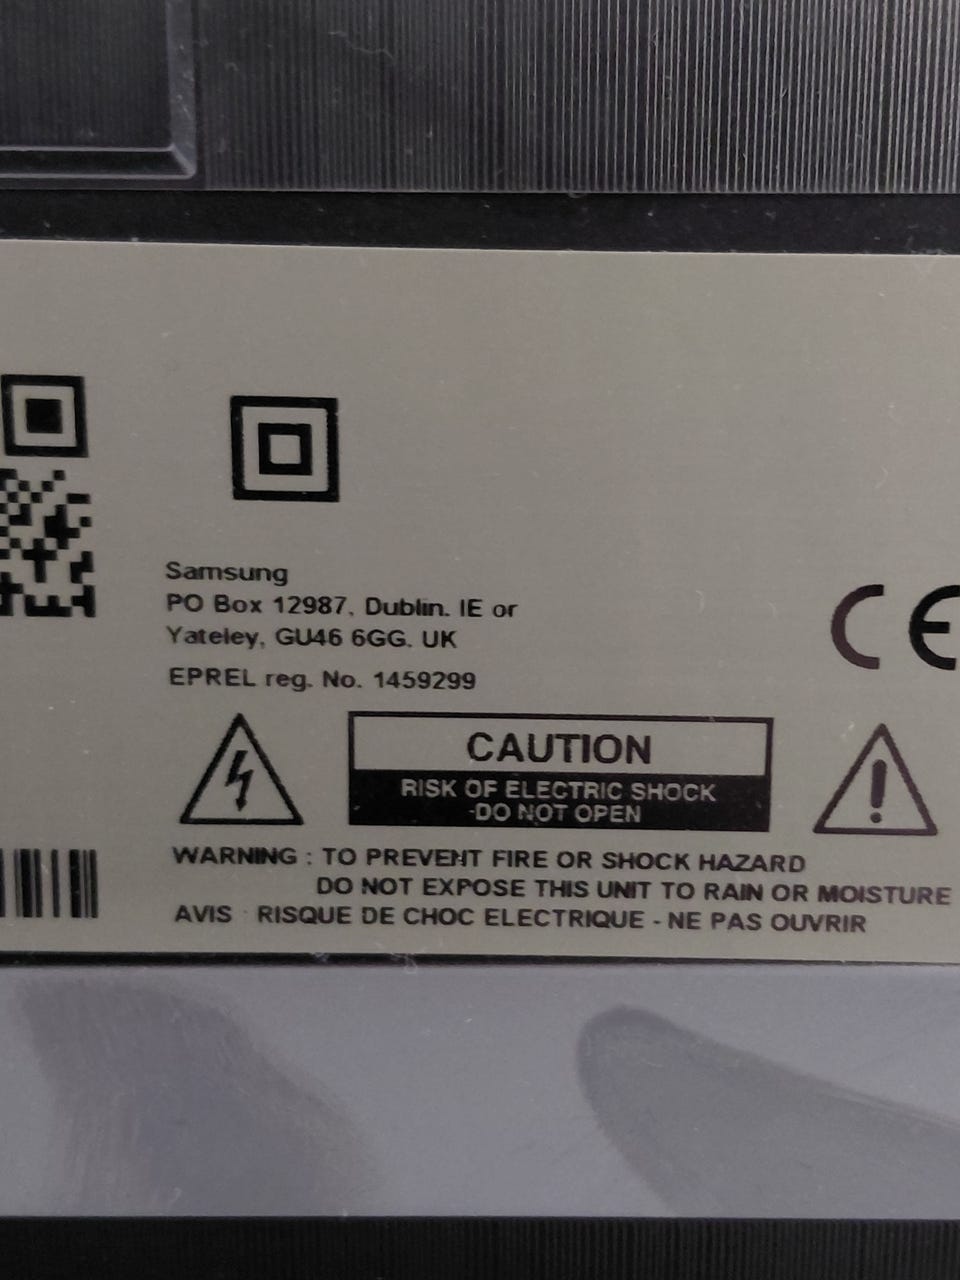 Samsung
PO Box 12987, Dublin. IE or
Yateley, GU46 6GG. UK
EPREL reg. No. 1459299
CE
CAUTION
RISK OF ELECTRIC SHOCK
-DO NOT OPEN
WARNING : TO PREVENT FIRE OR SHOCK HAZARD
DO NOT EXPOSE THIS UNIT TO RAIN OR MOISTURE
AVIS : RISQUE DE CHOC ELECTRIQUE - NE PAS OUVRIR